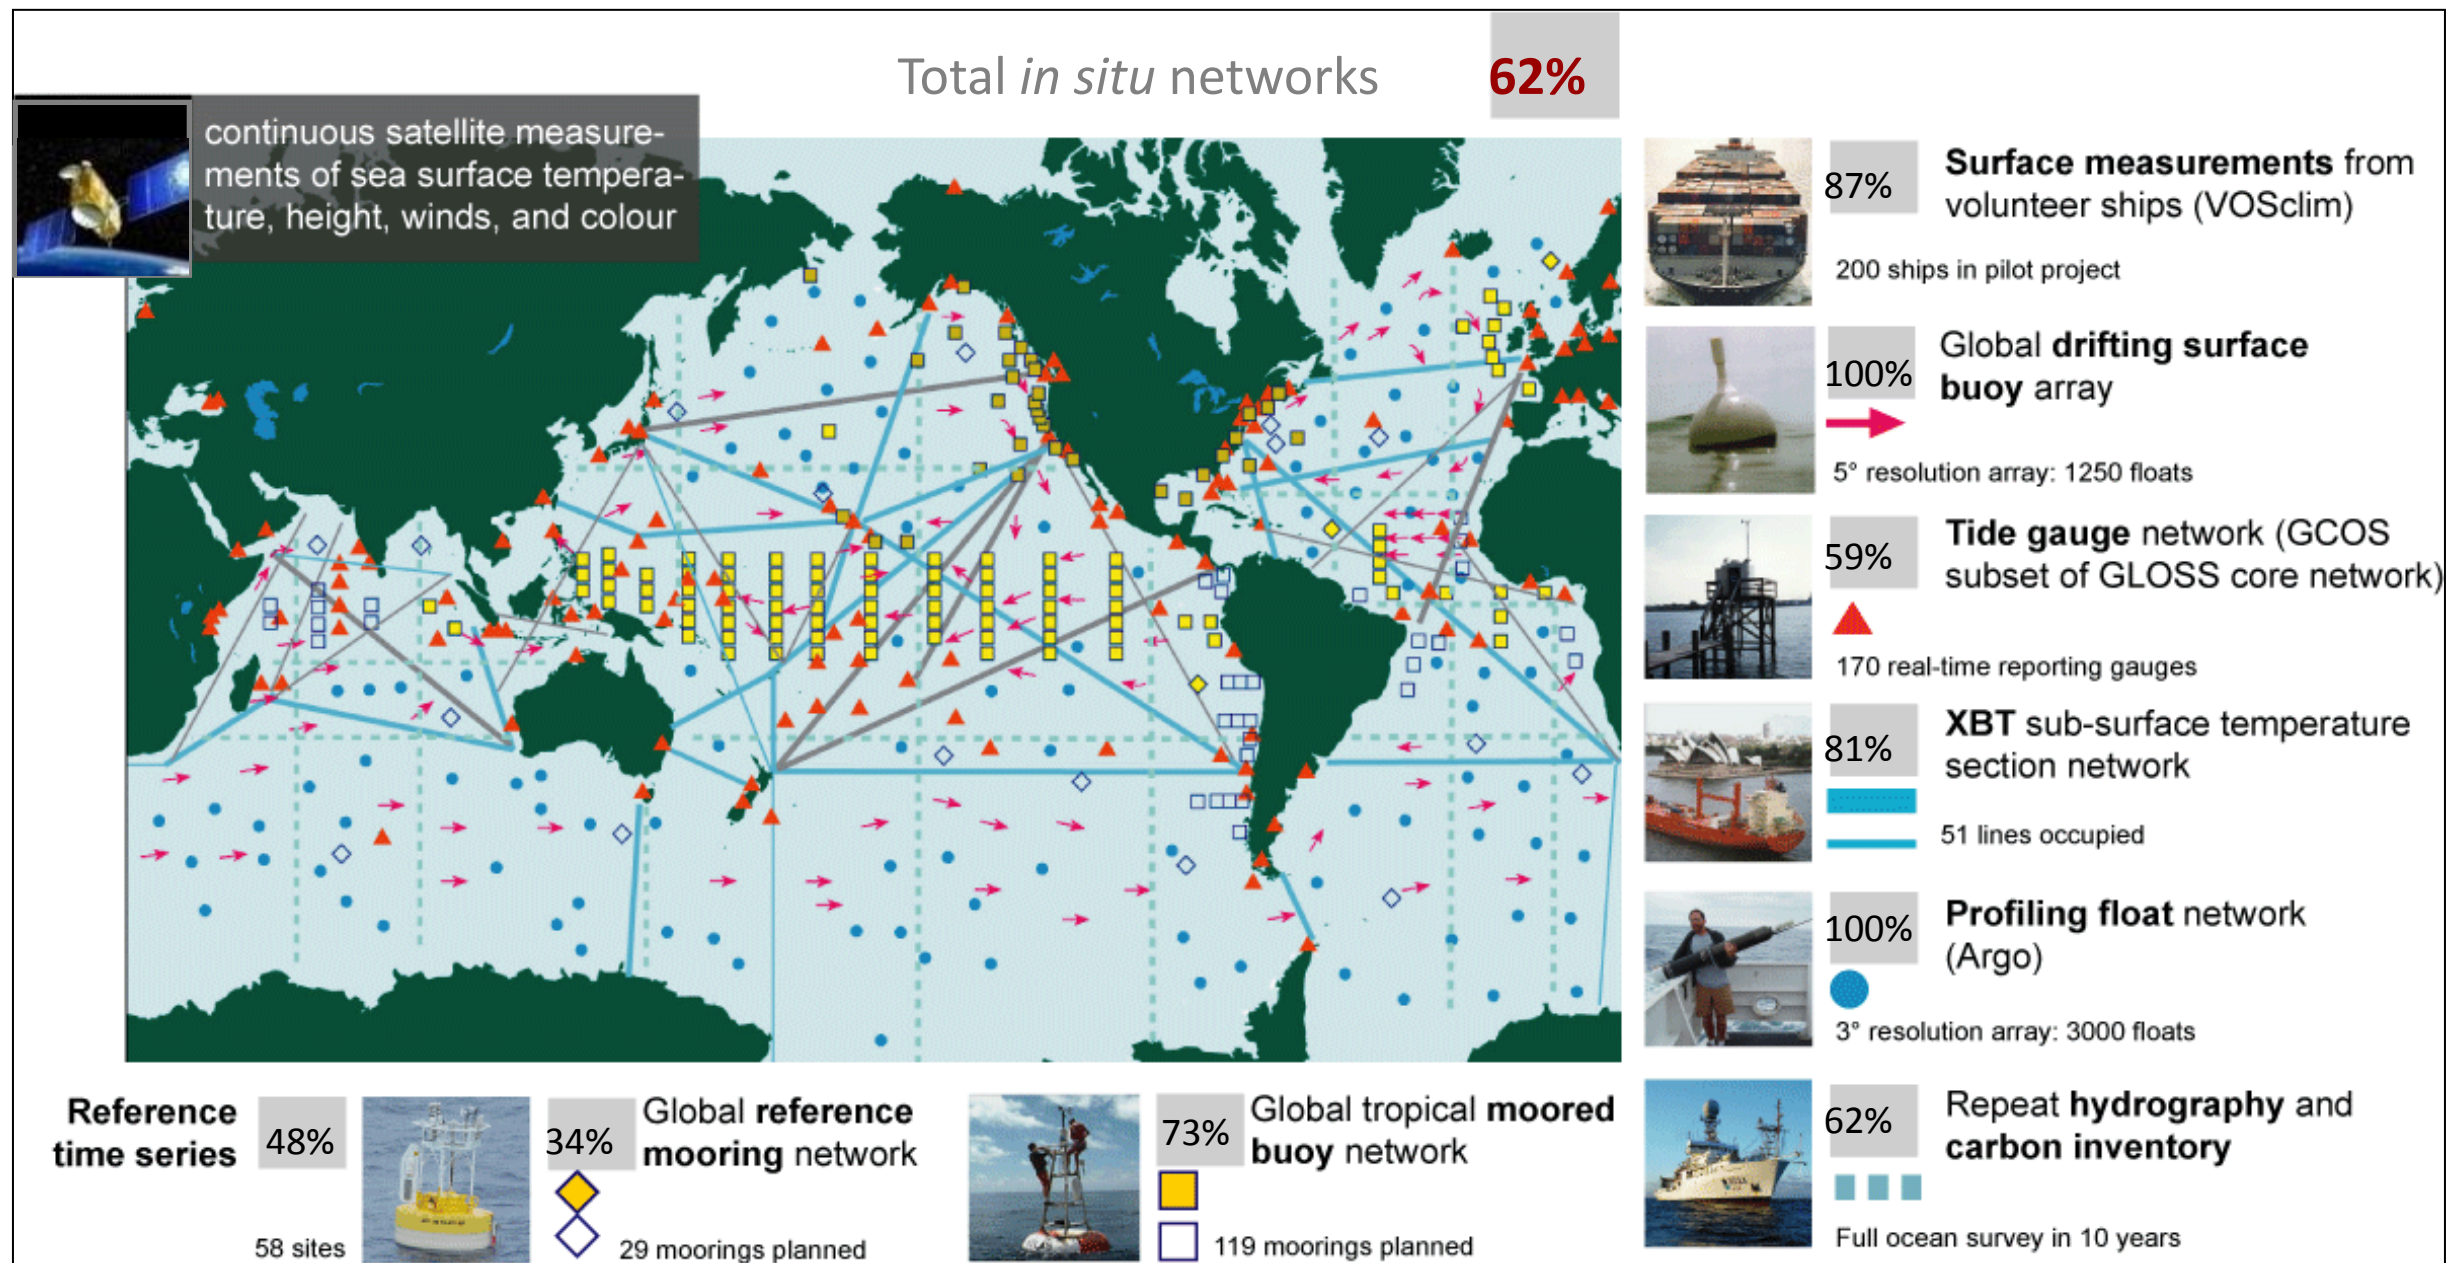 Total in situ networks 62%
continuous satellite measure-
ments of sea surface tempera-
ture, height, winds, and colour
87% Surface measurements from
volunteer ships (VOSclim)
200 ships in pilot project
100% Global drifting surface
buoy array
5° resolution array: 1250 floats
59% Tide gauge network (GCOS
subset of GLOSS core network)
170 real-time reporting gauges
81% XBT sub-surface temperature
section network
51 lines occupied
100% Profiling float network
(Argo)
3° resolution array: 3000 floats
62% Repeat hydrography and
carbon inventory
Full ocean survey in 10 years
Reference
time series
48%
58 sites
34% Global reference
mooring network
29 moorings planned
73% Global tropical moored
buoy network
119 moorings planned